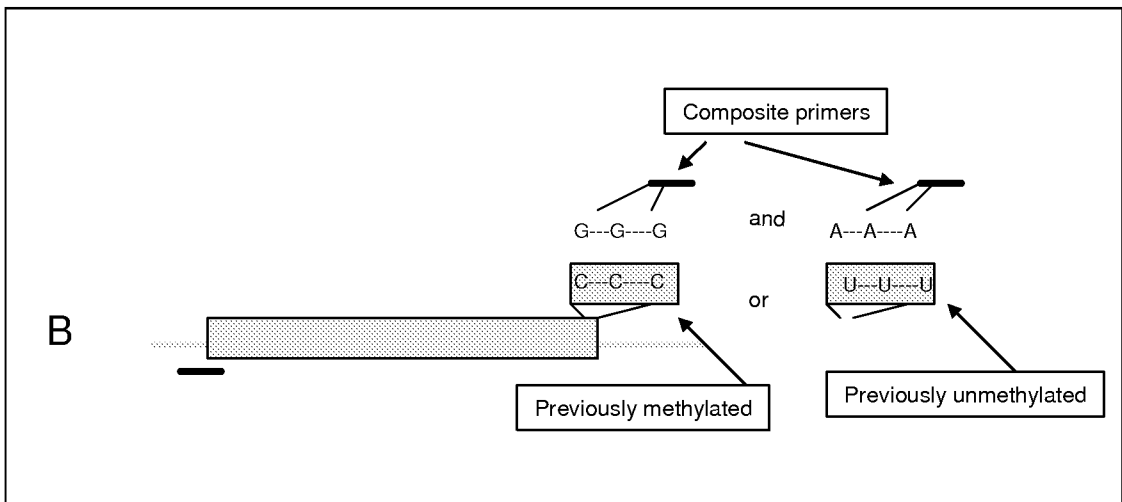 Composite primers
G---G----G and A---A----A
C---C----C or U---U----U
B
Previously methylated Previously unmethylated